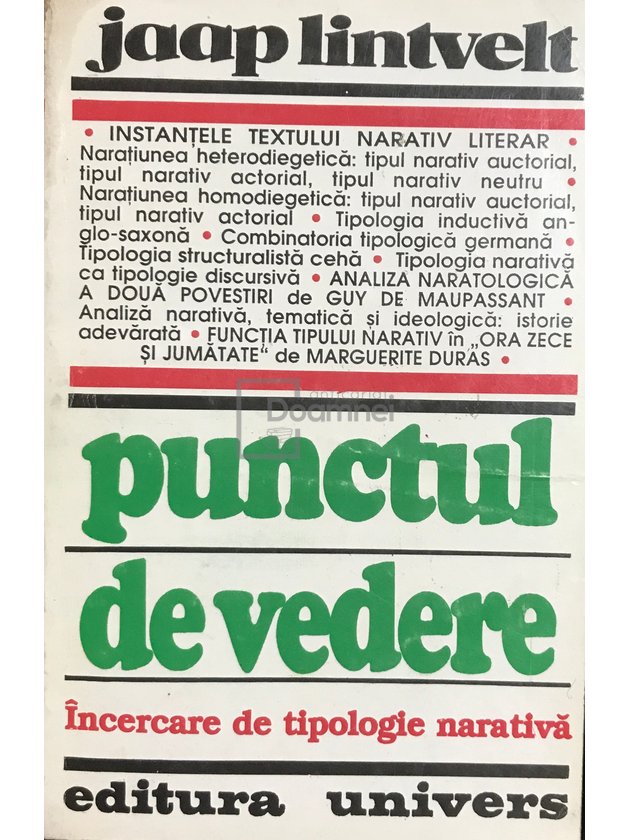 jaap lintvelt
• INSTANȚELE TEXTULUI NARATIV LITERAR •
Narațiunea heterodiegetică: tipul narativ auctorial,
tipul narativ actorial, tipul narativ neutru •
Narațiunea homodiegetică: tipul narativ auctorial,
tipul narativ actorial • Tipologia inductivă an-
glo-saxonă • Combinatoria tipologică germană •
Tipologia structuralistă cehă • Tipologia narativă
ca tipologie discursivă • ANALIZA NARATOLOGICĂ
A DOUĂ POVESTIRI de GUY DE MAUPASSANT •
Analiză narativă, tematică și ideologică: istorie
adevărată • FUNCȚIA TIPULUI NARATIV în „ORA ZECE
ȘI JUMĂTATE“ de MARGUERITE DURAS •
anticariat
Doamnei
punctul
de vedere
Încercare de tipologie narativă
editura univers